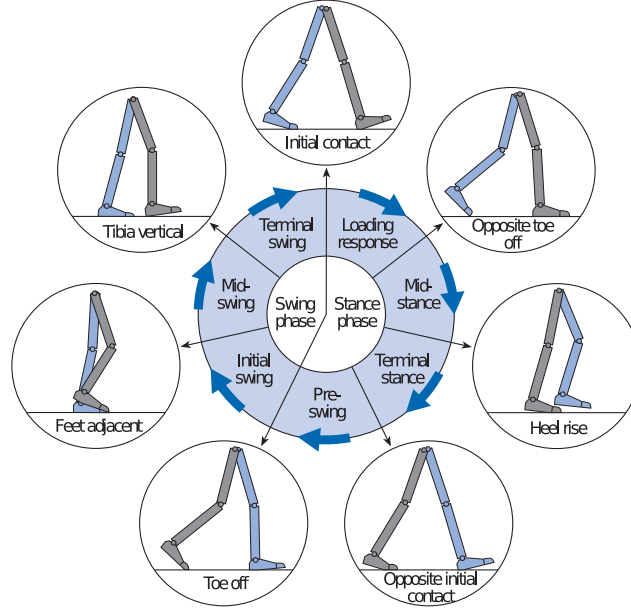 Initial contact
Opposite toe
off
Heel rise
Opposite initial
contact
Toe off
Feet adjacent
Tibia vertical
Terminal
swing
Loading
response
Mid-
stance
Terminal
stance
Pre-
swing
Initial
swing
Mid-
swing
Swing
phase
Stance
phase